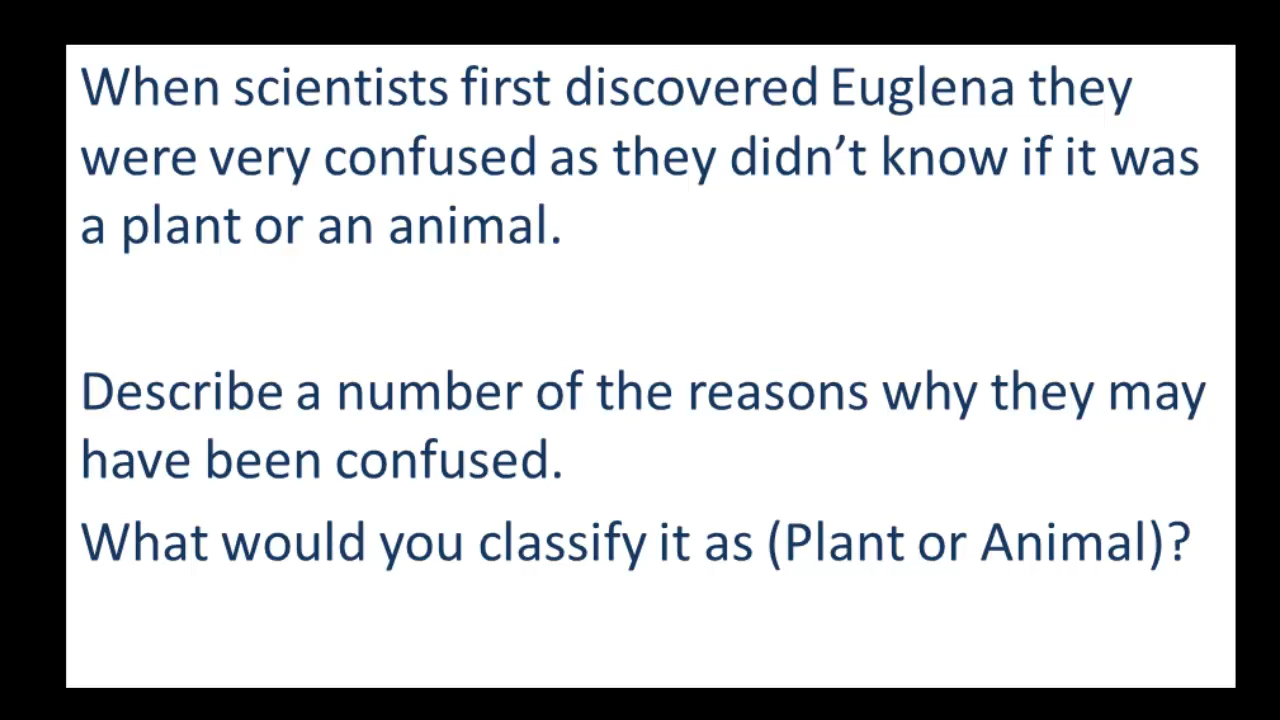 When scientists first discovered Euglena they
were very confused as they didn’t know if it was
a plant or an animal.
Describe a number of the reasons why they may
have been confused.
What would you classify it as (Plant or Animal)?